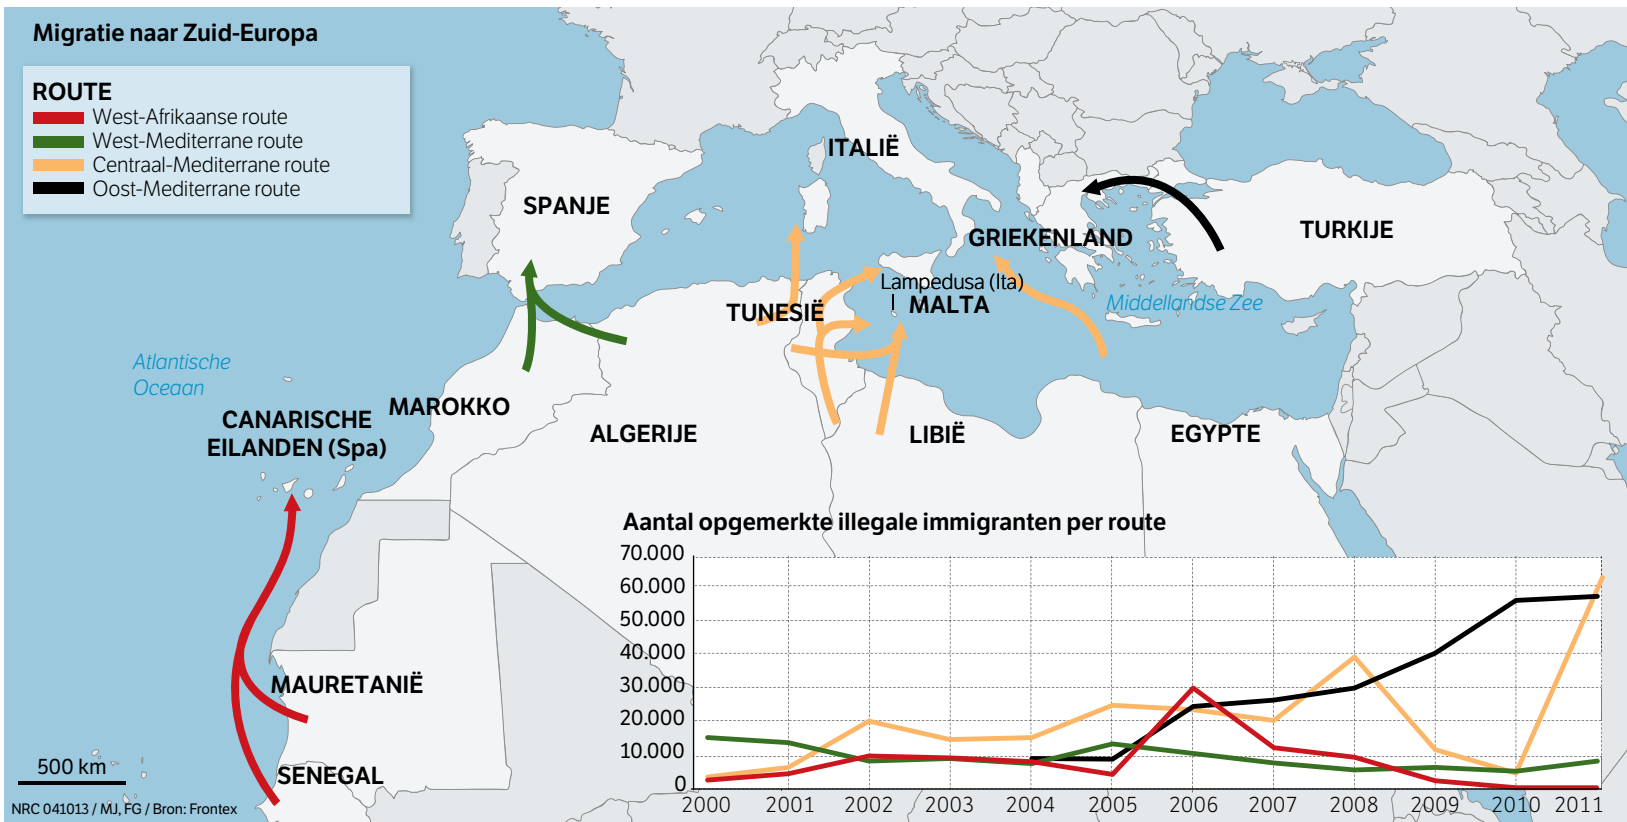 Migratie naar Zuid-Europa
ROUTE
West-Afrikaanse route
West-Mediterrane route
Centraal-Mediterrane route
Oost-Mediterrane route
ITALIË
SPANJE
GRIEKENLAND
TURKIJE
Lampedusa (Ita)
MALTA
Middellandse Zee
TUNESIË
Atlantische
Oceaan
MAROKKO
CANARISCHE
EILANDEN (Spa)
ALGERIJE
LIBIË
EGYPTE
MAURETANIË
SENEGAL
500 km
NRC 041013 / MJ, FG / Bron: Frontex
Aantal opgemerkte illegale immigranten per route
70.000
60.000
50.000
40.000
30.000
20.000
10.000
0
2000 2001 2002 2003 2004 2005 2006 2007 2008 2009 2010 2011